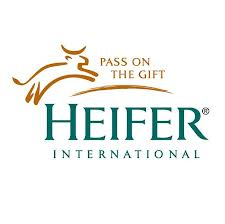 PASS ON
THE GIFT
HEIFER®
INTERNATIONAL